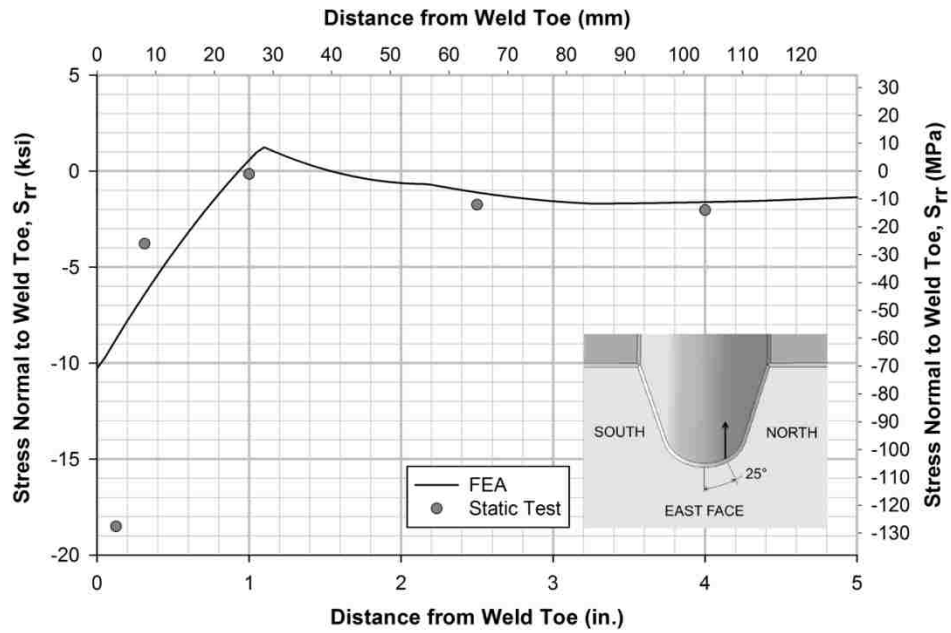 Distance from Weld Toe (mm)
0 10 20 30 40 50 60 70 80 90 100 110 120
Stress Normal to Weld Toe, Srr (ksi)
5
0
-5
-10
-15
-20
30
20
10
0
-10
-20
-30
-40
-50
-60
-70
-80
-90
-100
-110
-120
-130
Stress Normal to Weld Toe, Srr (MPa)
SOUTH
NORTH
25°
EAST FACE
FEA
Static Test
0 1 2 3 4 5
Distance from Weld Toe (in.)